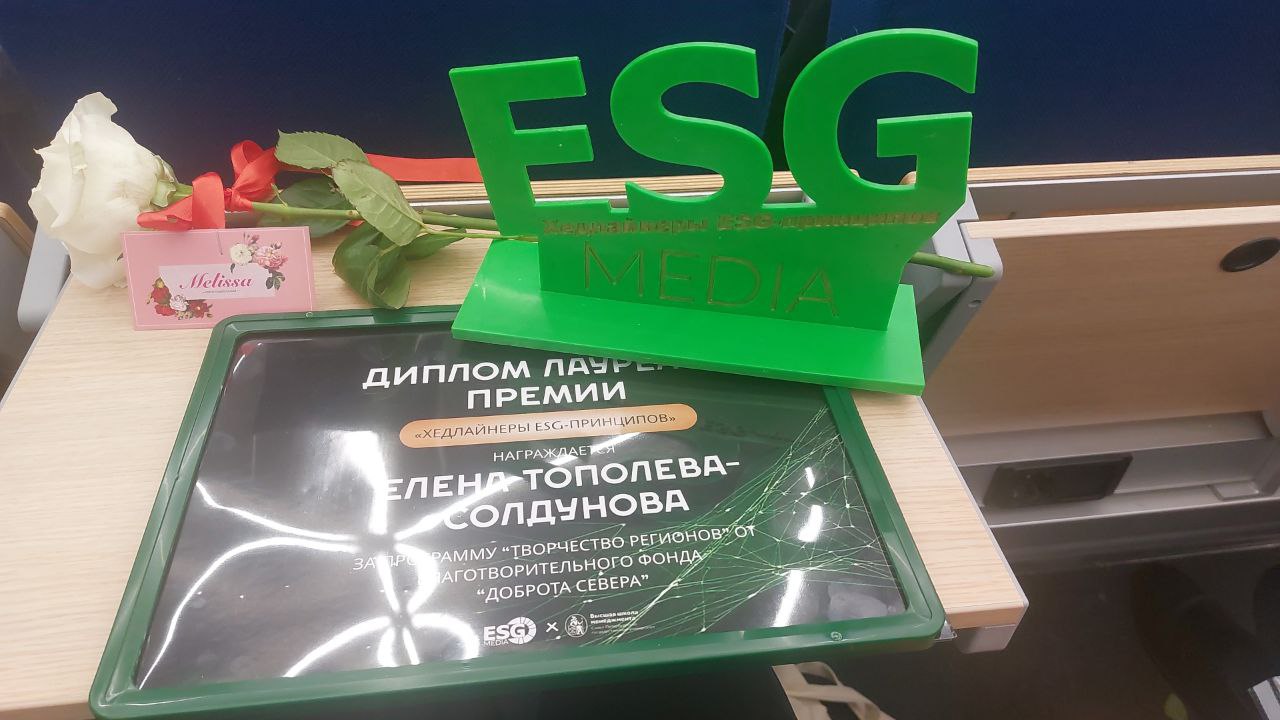 ESG
Хедлайнеры ESG-принципов
MEDIA
Melissa
ДИПЛОМ
ПРЕМИИ
«ХЕДЛАЙНЕРЫ ESG-ПРИНЦИПОВ»
НАГРАЖДАЕТСЯ
ЕЛЕНА ТОПОЛЕВА-
СОЛДУНОВА
ЗА ПРОГРАММУ “ТВОРЧЕСТВО РЕГИОНОВ” ОТ
БЛАГОТВОРИТЕЛЬНОГО ФОНДА
“ДОБРОТА СЕВЕРА”
ESG
MEDIA
×
Высшая школа
менеджмента